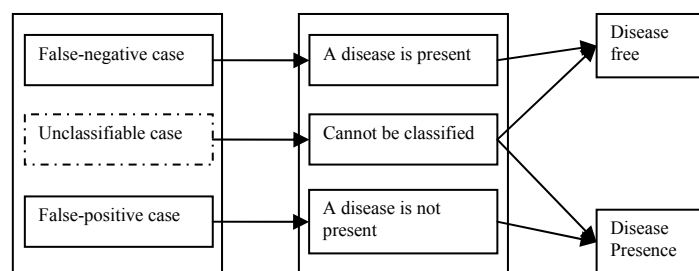 False-negative case
Unclassifiable case
False-positive case
A disease is present
Cannot be classified
A disease is not
present
Disease
free
Disease
Presence